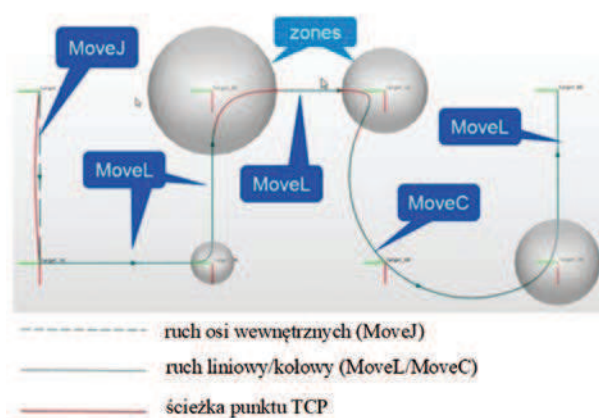 zones
MoveJ
MoveL
MoveL
MoveL
MoveC
ruch osi wewnętrznych (MoveJ)
ruch liniowy/kołowy (MoveL/MoveC)
ścieżka punktu TCP